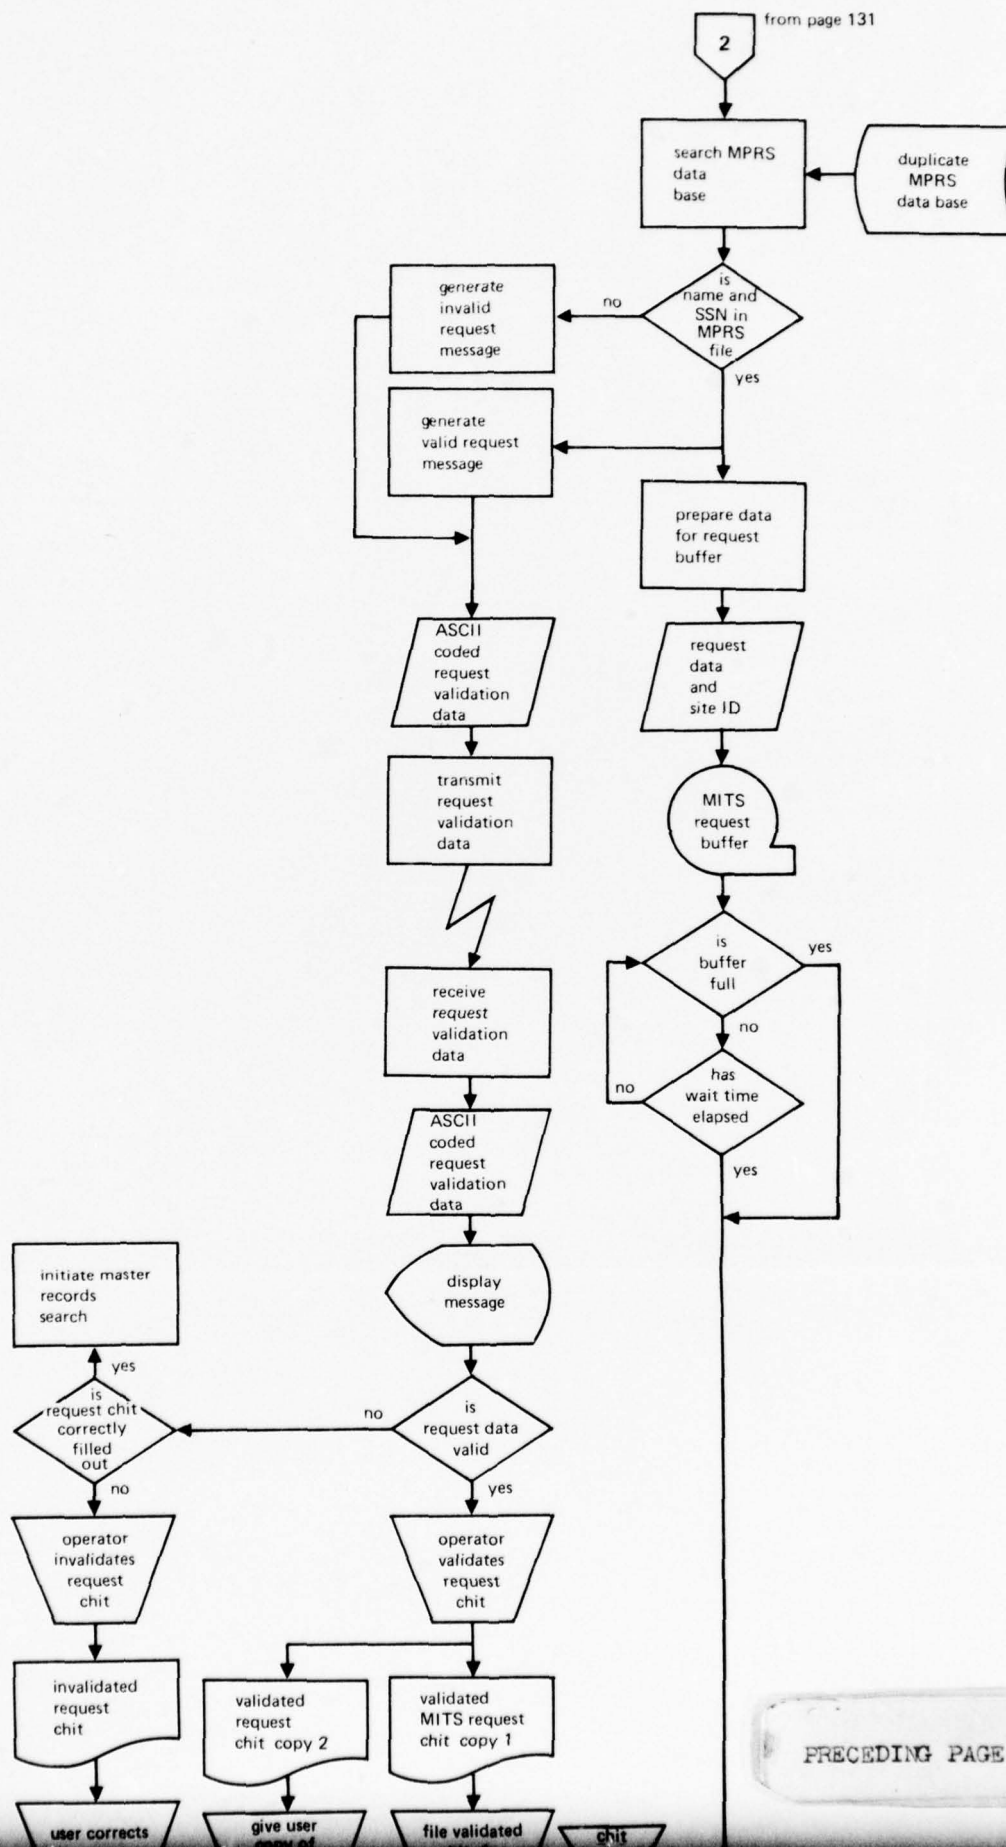 from page 131
2
search MPRS
data
base
duplicate
MPRS
data base
is
name and
SSN in
MPRS
file
no
yes
generate
invalid
request
message
generate
valid request
message
prepare data
for request
buffer
ASCII
coded
request
validation
data
request
data
and
site ID
transmit
request
validation
data
MITS
request
buffer
is
buffer
full
yes
no
receive
request
validation
data
has
wait time
elapsed
no
yes
ASCII
coded
request
validation
data
display
message
initiate master
records
search
yes
is
request chit
correctly
filled
out
no
no
is
request data
valid
yes
operator
invalidates
request
chit
operator
validates
request
chit
invalidated
request
chit
validated
request
chit copy 2
validated
MITS request
chit copy 1
PRECEDING PAGE
user corrects
give user
copy of
file validated
chit